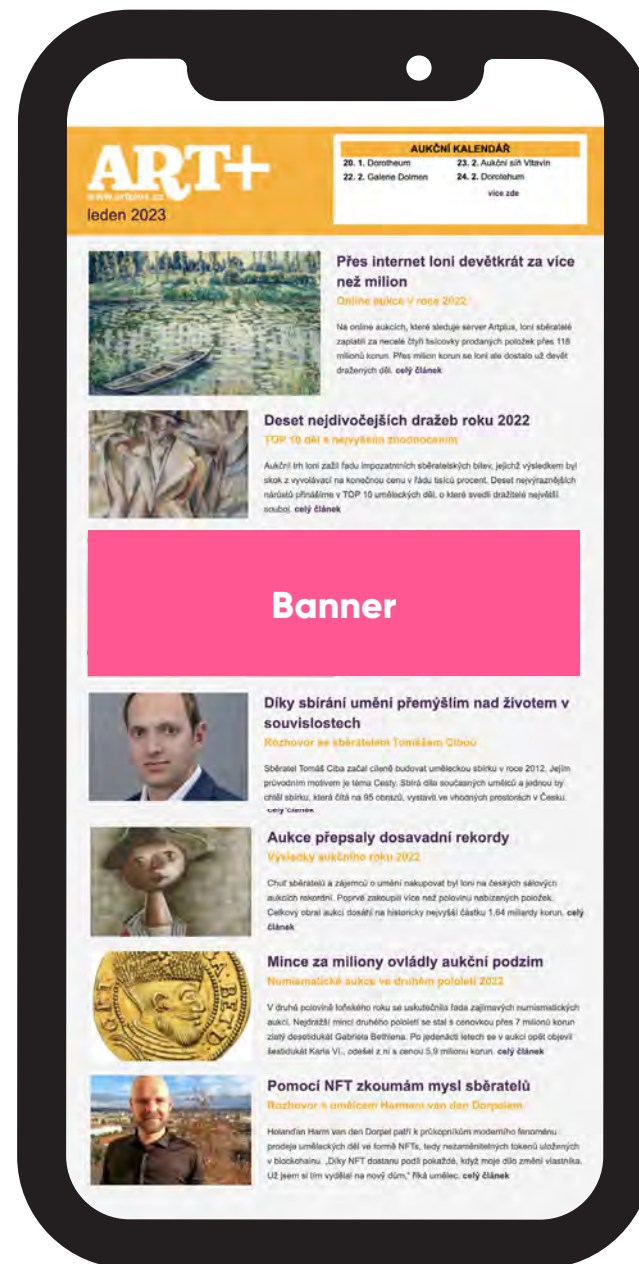 ART+
www.artplus.cz
leden 2023
AUKČNÍ KALENDÁŘ
20. 1. Dorotheum
23. 2. Aukční síň Vltavín
22. 2. Galerie Dolmen
24. 2. Dorotehum
více zde
Přes internet loni devětkrát za více
než milion
Online aukce v roce 2022
Na online aukcích, které sleduje server Artplus, loni sběratelé
zaplatili za necelé čtyři tisícovky prodaných položek přes 118
milionů korun. Přes milion korun se loni ale dostalo už devět
dražených děl. celý článek
Deset nejdivočejších dražeb roku 2022
TOP 10 děl s nejvyšším zhodnocením
Aukční trh loni zažil řadu impozatntních sběratelských bitev, jejichž výsledkem byl
skok z vyvolávací na konečnou cenu v řádu tisíců procent. Deset nejvýraznějších
nárůstů přinášíme v TOP 10 uměleckých děl, o které svedli dražitelé největší
souboj. celý článek
Banner
Díky sbírání umění přemýšlím nad životem v
souvislostech
Rozhovor se sběratelem Tomášem Cibou
Sběratel Tomáš Ciba začal cíleně budovat uměleckou sbírku v roce 2012. Jejím
průvodním motivem je téma Cesty. Sbírá díla současných umělců a jednou by
chtěl sbírku, která čítá na 95 obrazů, vystavit ve vhodných prostorách v Česku.
celý článek
Aukce přepsaly dosavadní rekordy
Výsledky aukčního roku 2022
Chuť sběratelů a zájemců o umění nakupovat byl loni na českých sálových
aukcích rekordní. Poprvé zakoupili více než polovinu nabízených položek.
Celkový obrat aukcí dosáhl na historicky nejvyšší částku 1,64 miliardy korun. celý
článek
Mince za miliony ovládly aukční podzim
Numismatické aukce ve druhém pololetí 2022
V druhé polovině loňského roku se uskutečnila řada zajímavých numismatických
aukcí. Nejdražší mincí druhého pololetí se stal s cenovkou přes 7 milionů korun
zlatý desetidukát Gabriela Bethlena. Po jedenácti letech se v aukci opět objevil
šestidukát Karla VI., odešel z ní s cenou 5,9 milionu korun. celý článek
Pomocí NFT zkoumám mysl sběratelů
Rozhovor s umělcem Harmem van den Dorpelem
Holanďan Harm van den Dorpel patří k průkopníkům moderního fenoménu
prodeje uměleckých děl ve formě NFTs, tedy nezaměnitelných tokenů uložených
v blockchainu. „Díky NFT dostanu podíl pokaždé, když moje dílo změní vlastníka.
Už jsem si tím vydělal na nový dům,“ říká umělec. celý článek